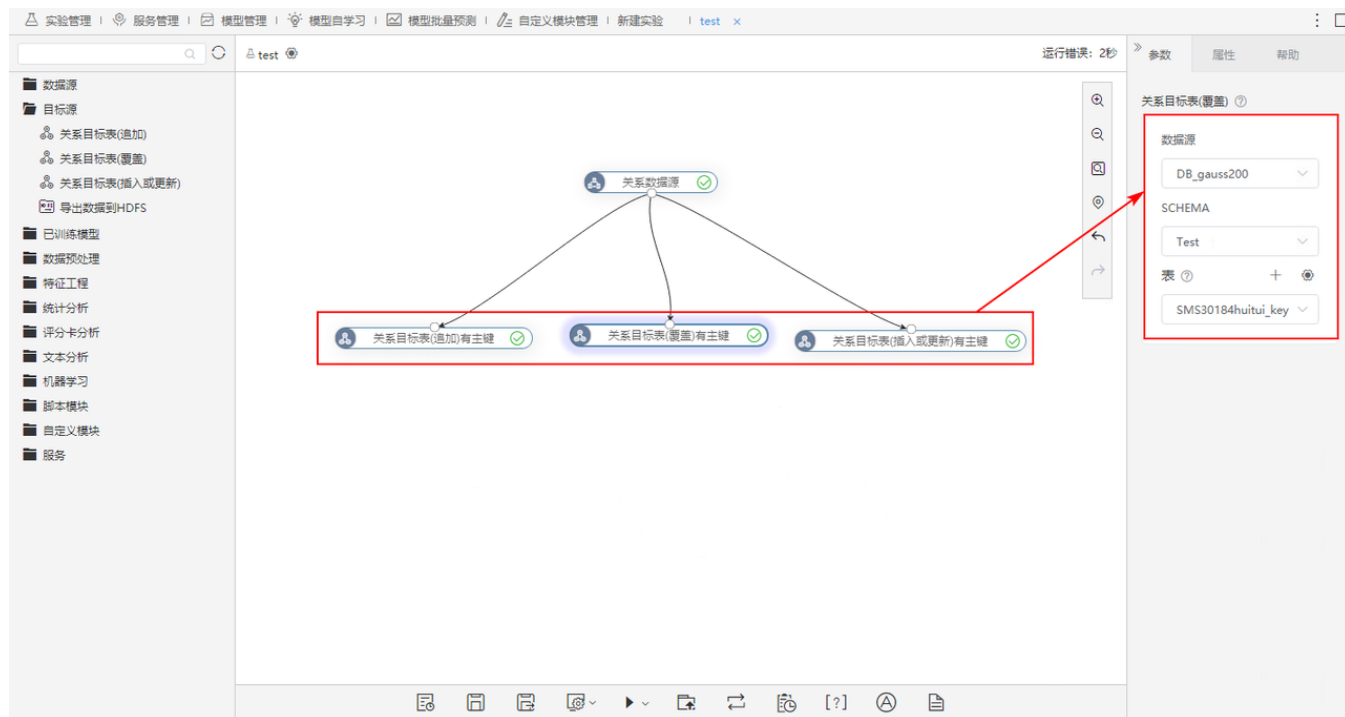 实验管理 服务管理 模型管理 模型自学习 模型批量预测 自定义模块管理 新建实验 test ×
test
运行错误: 2秒
参数 属性 帮助
数据源
目标源
关系目标表(追加)
关系目标表(覆盖)
关系目标表(插入或更新)
导出数据到HDFS
已训练模型
数据预处理
特征工程
统计分析
评分卡分析
文本分析
机器学习
脚本模块
自定义模块
服务
关系数据源
关系目标表(追加)有主键
关系目标表(覆盖)有主键
关系目标表(插入或更新)有主键
关系目标表(覆盖)
数据源
DB_gauss200
SCHEMA
Test
表
SMS30184huitui_key
[?]